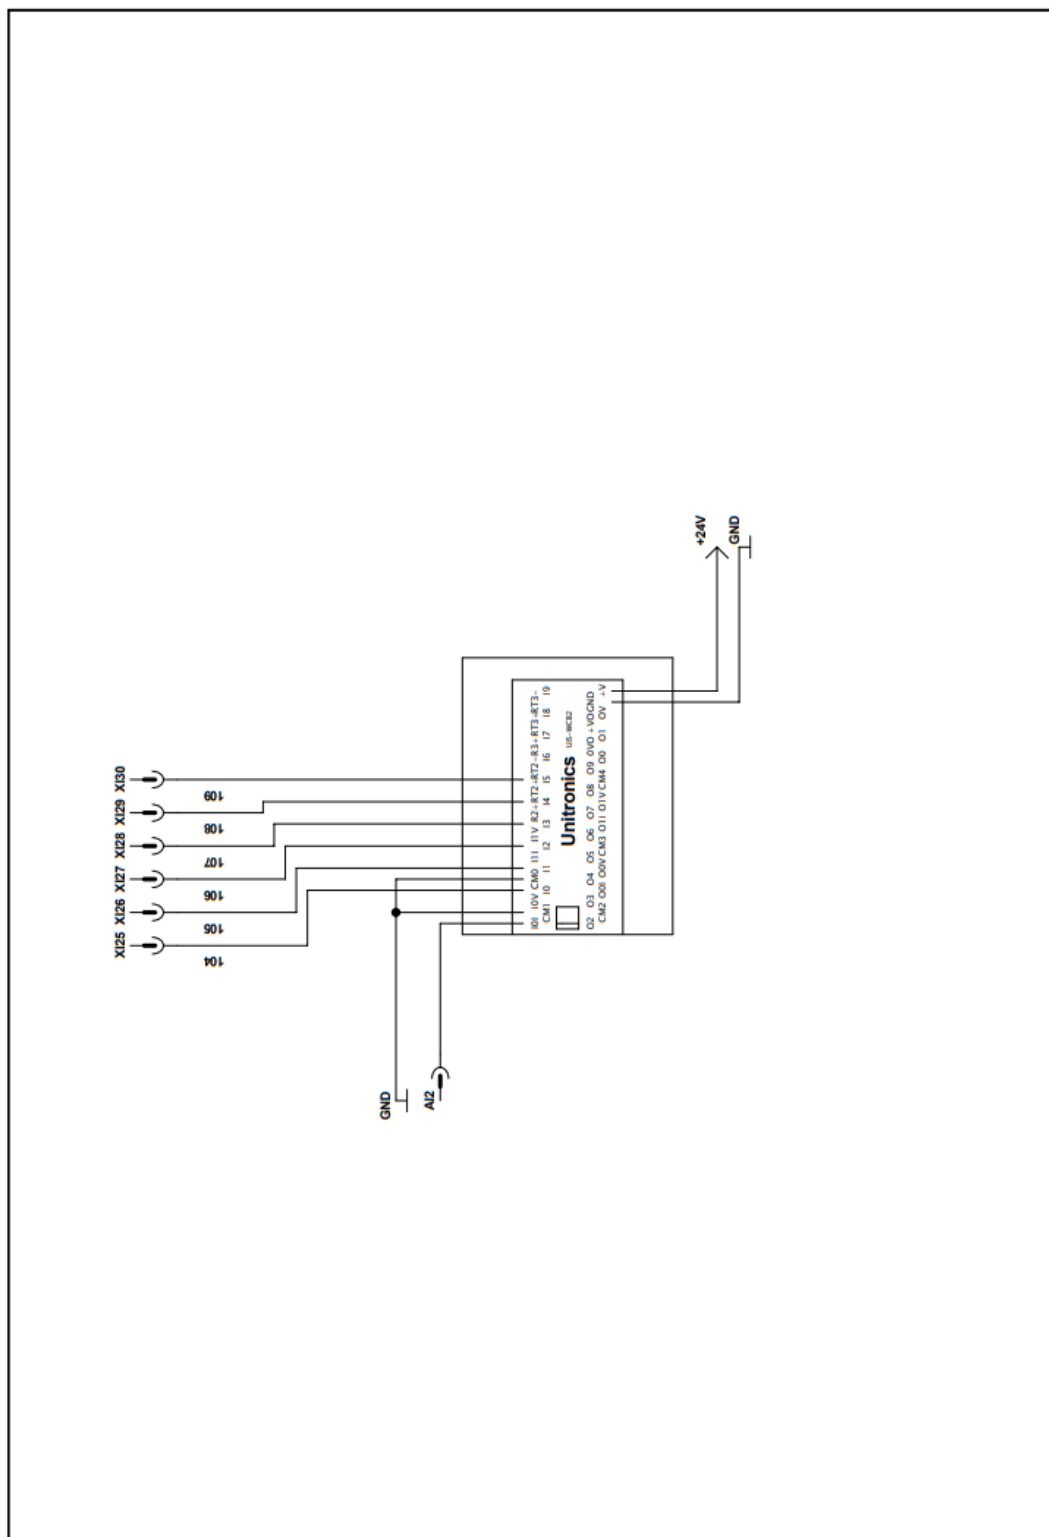 XI30
XI29
XI28
XI27
XI26
XI25
109
108
107
106
105
104
+24V
GND
GND
AI2
I0I I0V CM0 I1I I1V R2+RT2+RT2-R3+RT3+RT3-
CM1 I0 I1 I2 I3 I4 I5 I6 I7 I8 I9
Unitronics
O2 O3 O4 O5 O6 O7 O8 O9 0VO +VOGND
CM2 O0I O0V CM3 O1I O1V CM4 O0 O1 0V +V